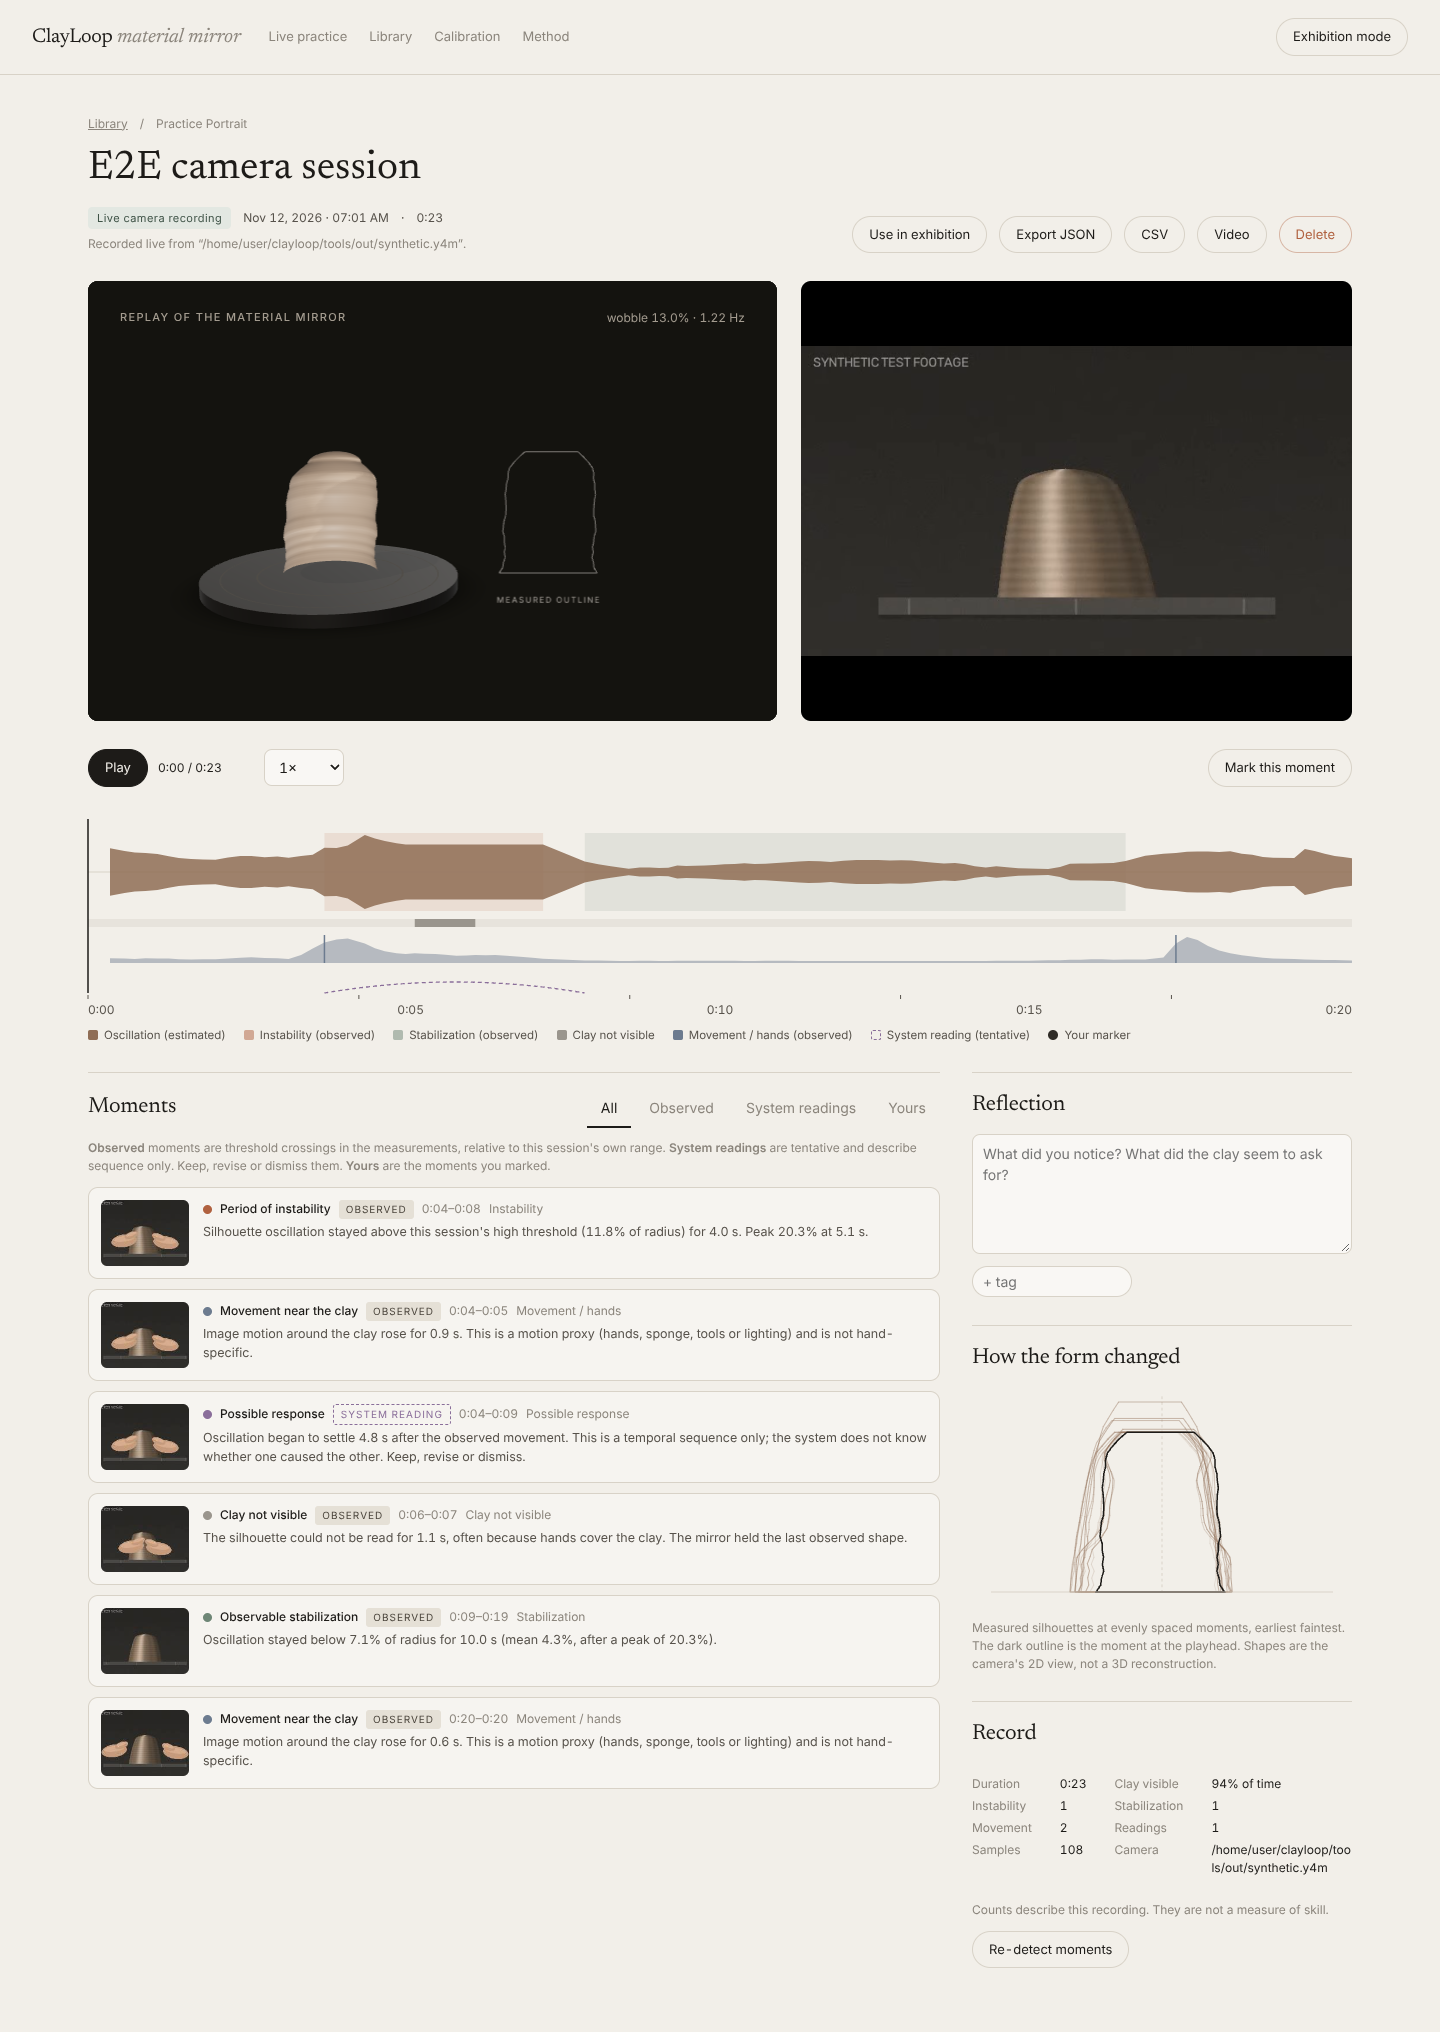 ClayLoop material mirror
Live practice
Library
Calibration
Method
Exhibition mode
Library / Practice Portrait
E2E camera session
Live camera recording Nov 12, 2026 · 07:01 AM · 0:23
Recorded live from “/home/user/clayloop/tools/out/synthetic.y4m”.
Use in exhibition
Export JSON
CSV
Video
Delete
REPLAY OF THE MATERIAL MIRROR
wobble 13.0% · 1.22 Hz
MEASURED OUTLINE
SYNTHETIC TEST FOOTAGE
Play
0:00 / 0:23
1×
Mark this moment
0:00 0:05 0:10 0:15 0:20
Oscillation (estimated) Instability (observed) Stabilization (observed) Clay not visible Movement / hands (observed) System reading (tentative) Your marker
Moments
All
Observed
System readings
Yours
Observed moments are threshold crossings in the measurements, relative to this session's own range. System readings are tentative and describe
sequence only. Keep, revise or dismiss them. Yours are the moments you marked.
Period of instability OBSERVED 0:04–0:08 Instability
Silhouette oscillation stayed above this session's high threshold (11.8% of radius) for 4.0 s. Peak 20.3% at 5.1 s.
Movement near the clay OBSERVED 0:04–0:05 Movement / hands
Image motion around the clay rose for 0.9 s. This is a motion proxy (hands, sponge, tools or lighting) and is not hand-
specific.
Possible response SYSTEM READING 0:04–0:09 Possible response
Oscillation began to settle 4.8 s after the observed movement. This is a temporal sequence only; the system does not know
whether one caused the other. Keep, revise or dismiss.
Clay not visible OBSERVED 0:06–0:07 Clay not visible
The silhouette could not be read for 1.1 s, often because hands cover the clay. The mirror held the last observed shape.
Observable stabilization OBSERVED 0:09–0:19 Stabilization
Oscillation stayed below 7.1% of radius for 10.0 s (mean 4.3%, after a peak of 20.3%).
Movement near the clay OBSERVED 0:20–0:20 Movement / hands
Image motion around the clay rose for 0.6 s. This is a motion proxy (hands, sponge, tools or lighting) and is not hand-
specific.
Reflection
What did you notice? What did the clay seem to ask
for?
+ tag
How the form changed
Measured silhouettes at evenly spaced moments, earliest faintest.
The dark outline is the moment at the playhead. Shapes are the
camera's 2D view, not a 3D reconstruction.
Record
Duration 0:23 Clay visible 94% of time
Instability 1 Stabilization 1
Movement 2 Readings 1
Samples 108 Camera /home/user/clayloop/too
ls/out/synthetic.y4m
Counts describe this recording. They are not a measure of skill.
Re-detect moments